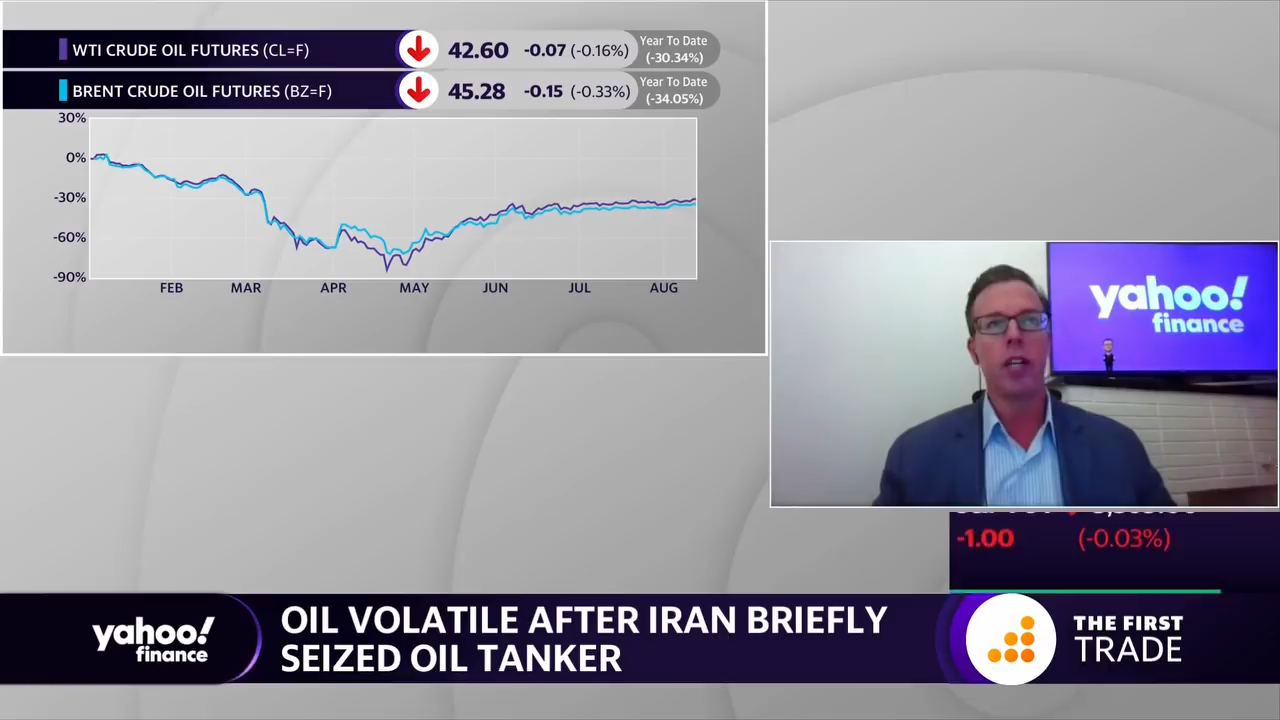 WTI CRUDE OIL FUTURES (CL=F) 42.60 -0.07 (-0.16%) Year To Date (-30.34%)
BRENT CRUDE OIL FUTURES (BZ=F) 45.28 -0.15 (-0.33%) Year To Date (-34.05%)
30%
0%
-30%
-60%
-90%
FEB MAR APR MAY JUN JUL AUG
yahoo!
finance
-1.00 (-0.03%)
yahoo!
finance
OIL VOLATILE AFTER IRAN BRIEFLY
SEIZED OIL TANKER
THE FIRST
TRADE